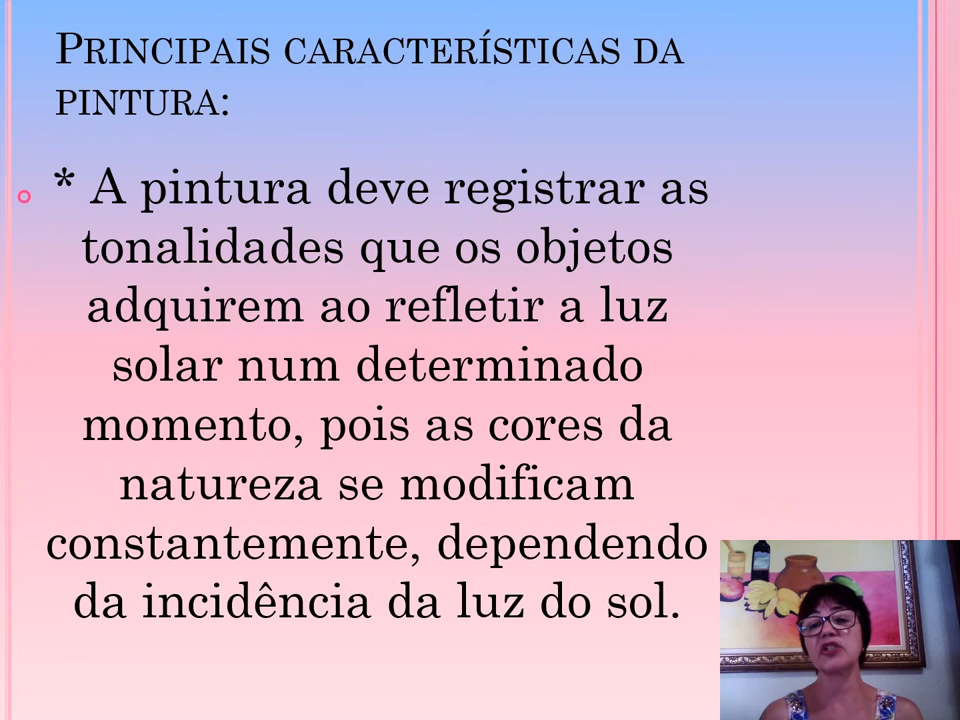 PRINCIPAIS CARACTERÍSTICAS DA
PINTURA:
* A pintura deve registrar as
tonalidades que os objetos
adquirem ao refletir a luz
solar num determinado
momento, pois as cores da
natureza se modificam
constantemente, dependendo
da incidência da luz do sol.